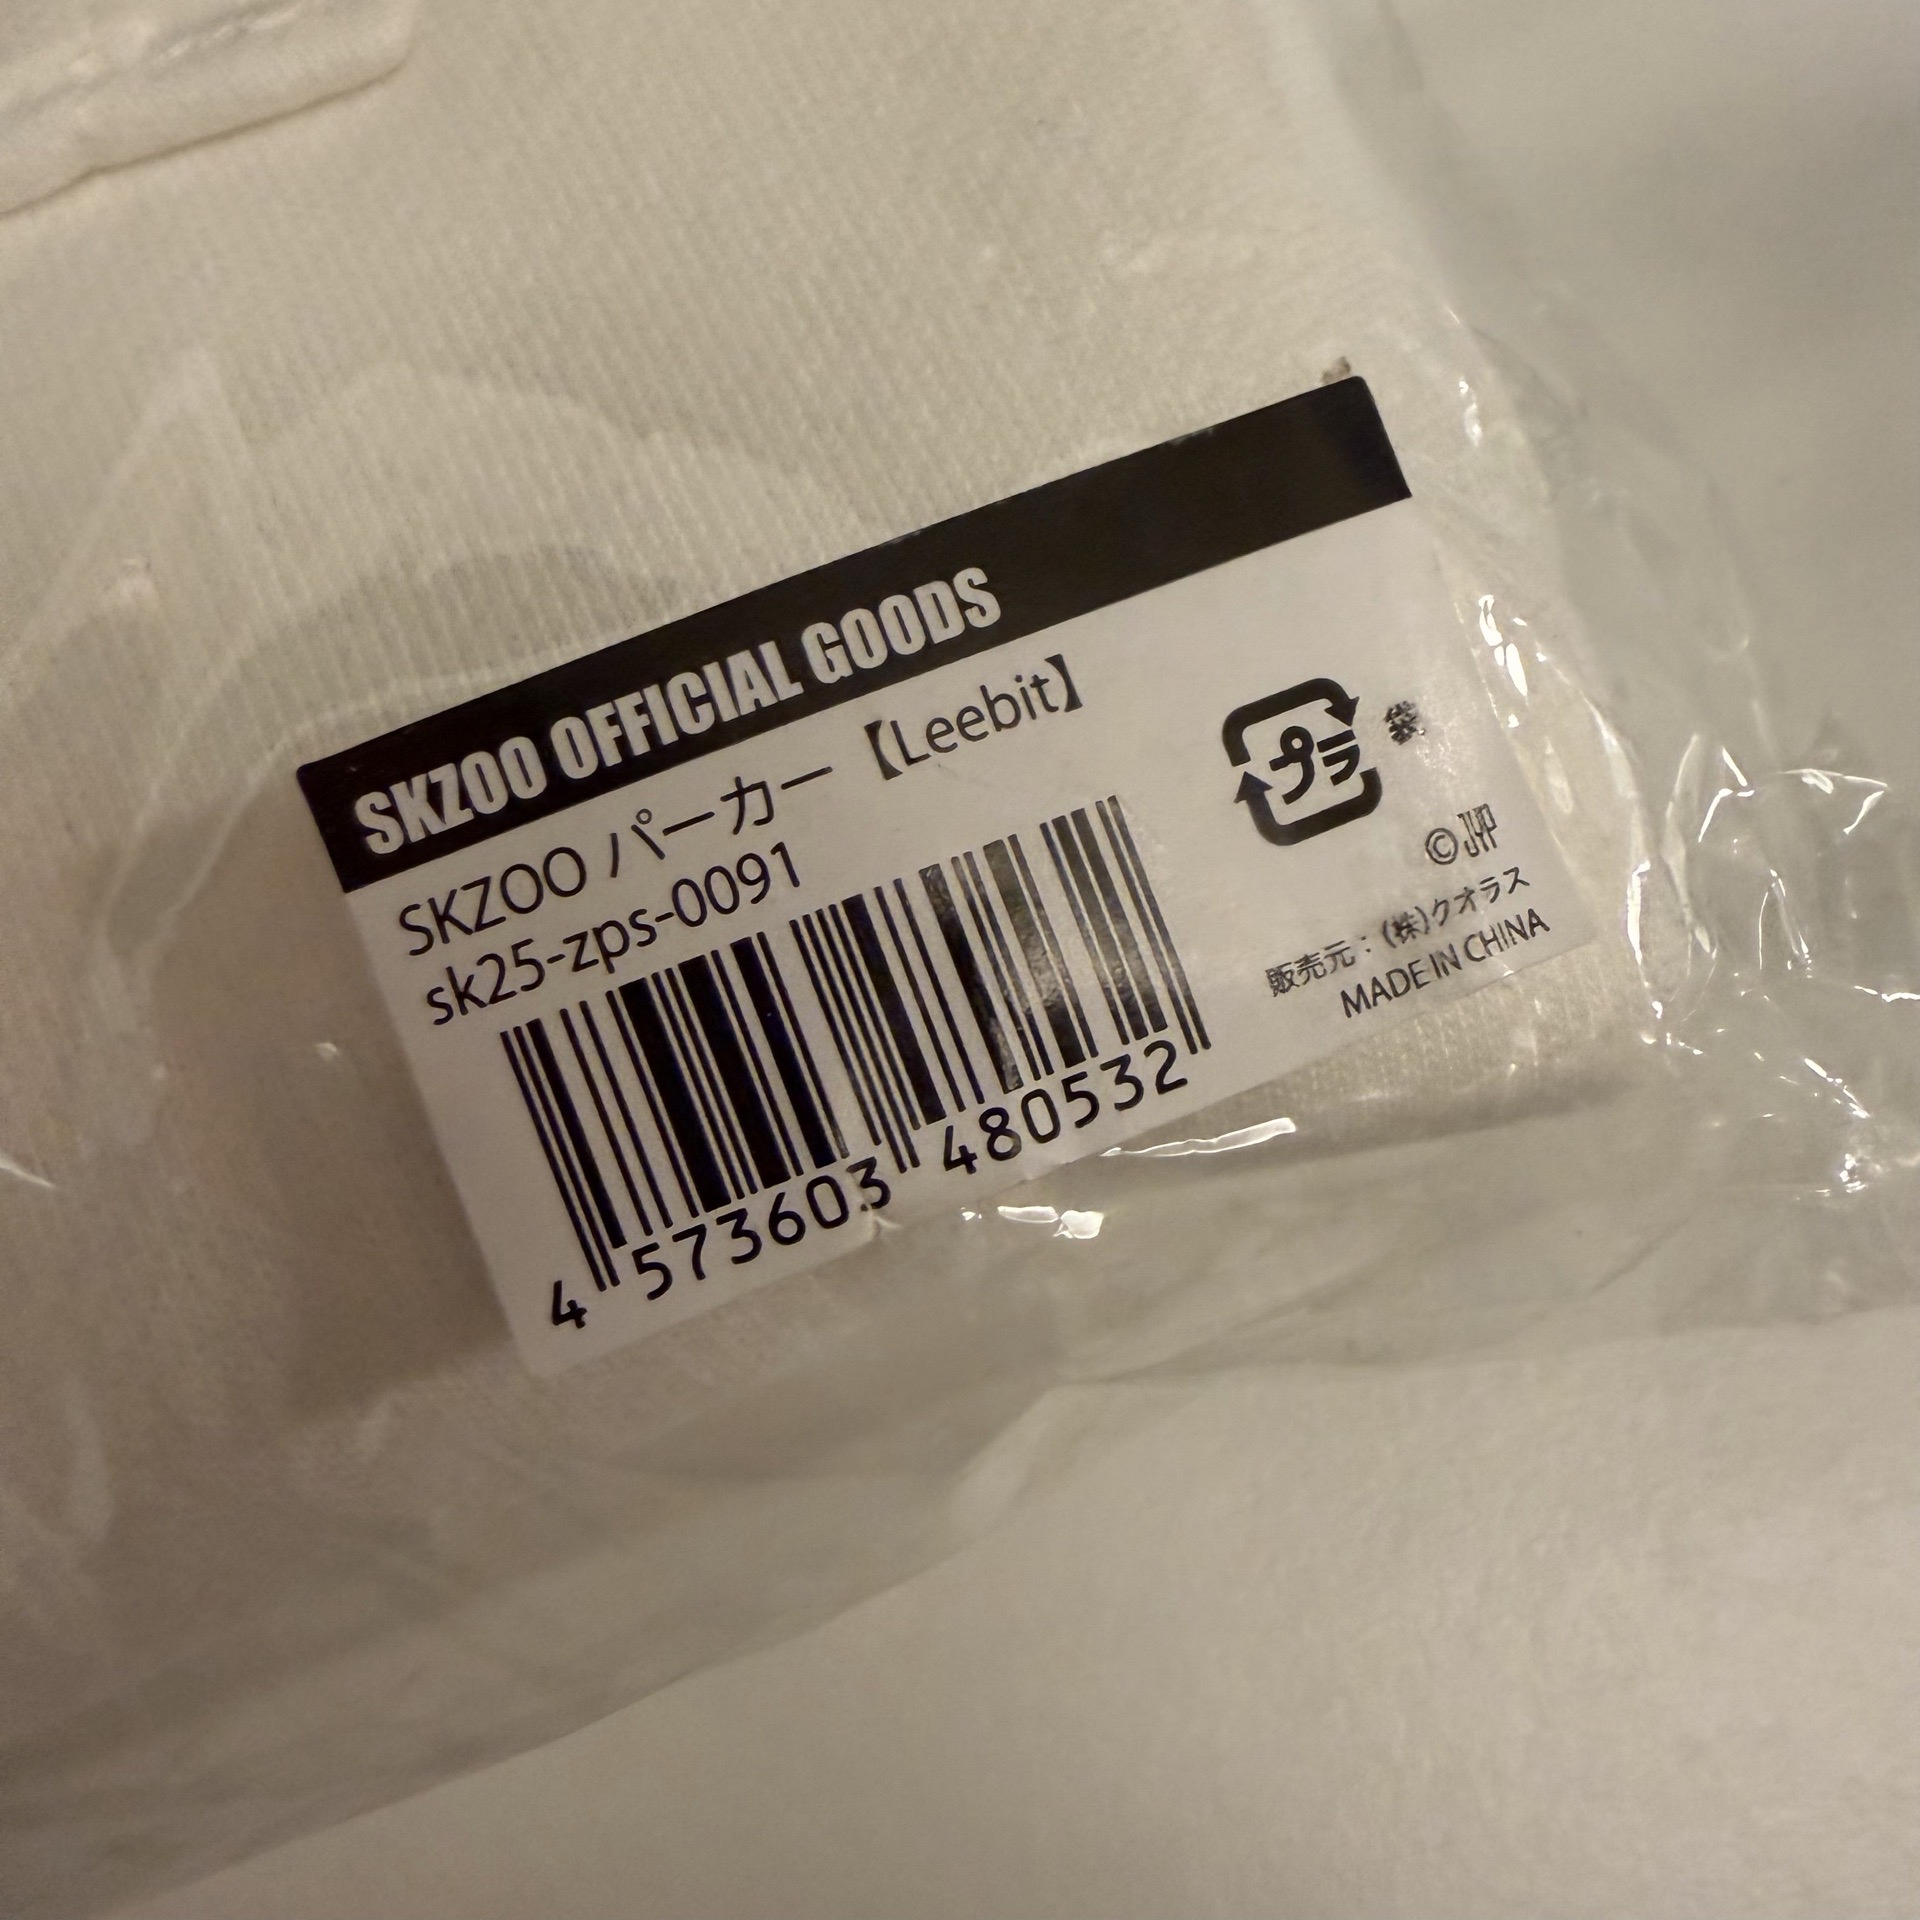 SKZOO OFFICIAL GOODS
SKZOO パーカー【Leebit】
sk25-zps-0091
4 573603 480532
プラ
袋
©JYP
販売元：(株)クオラス
MADE IN CHINA